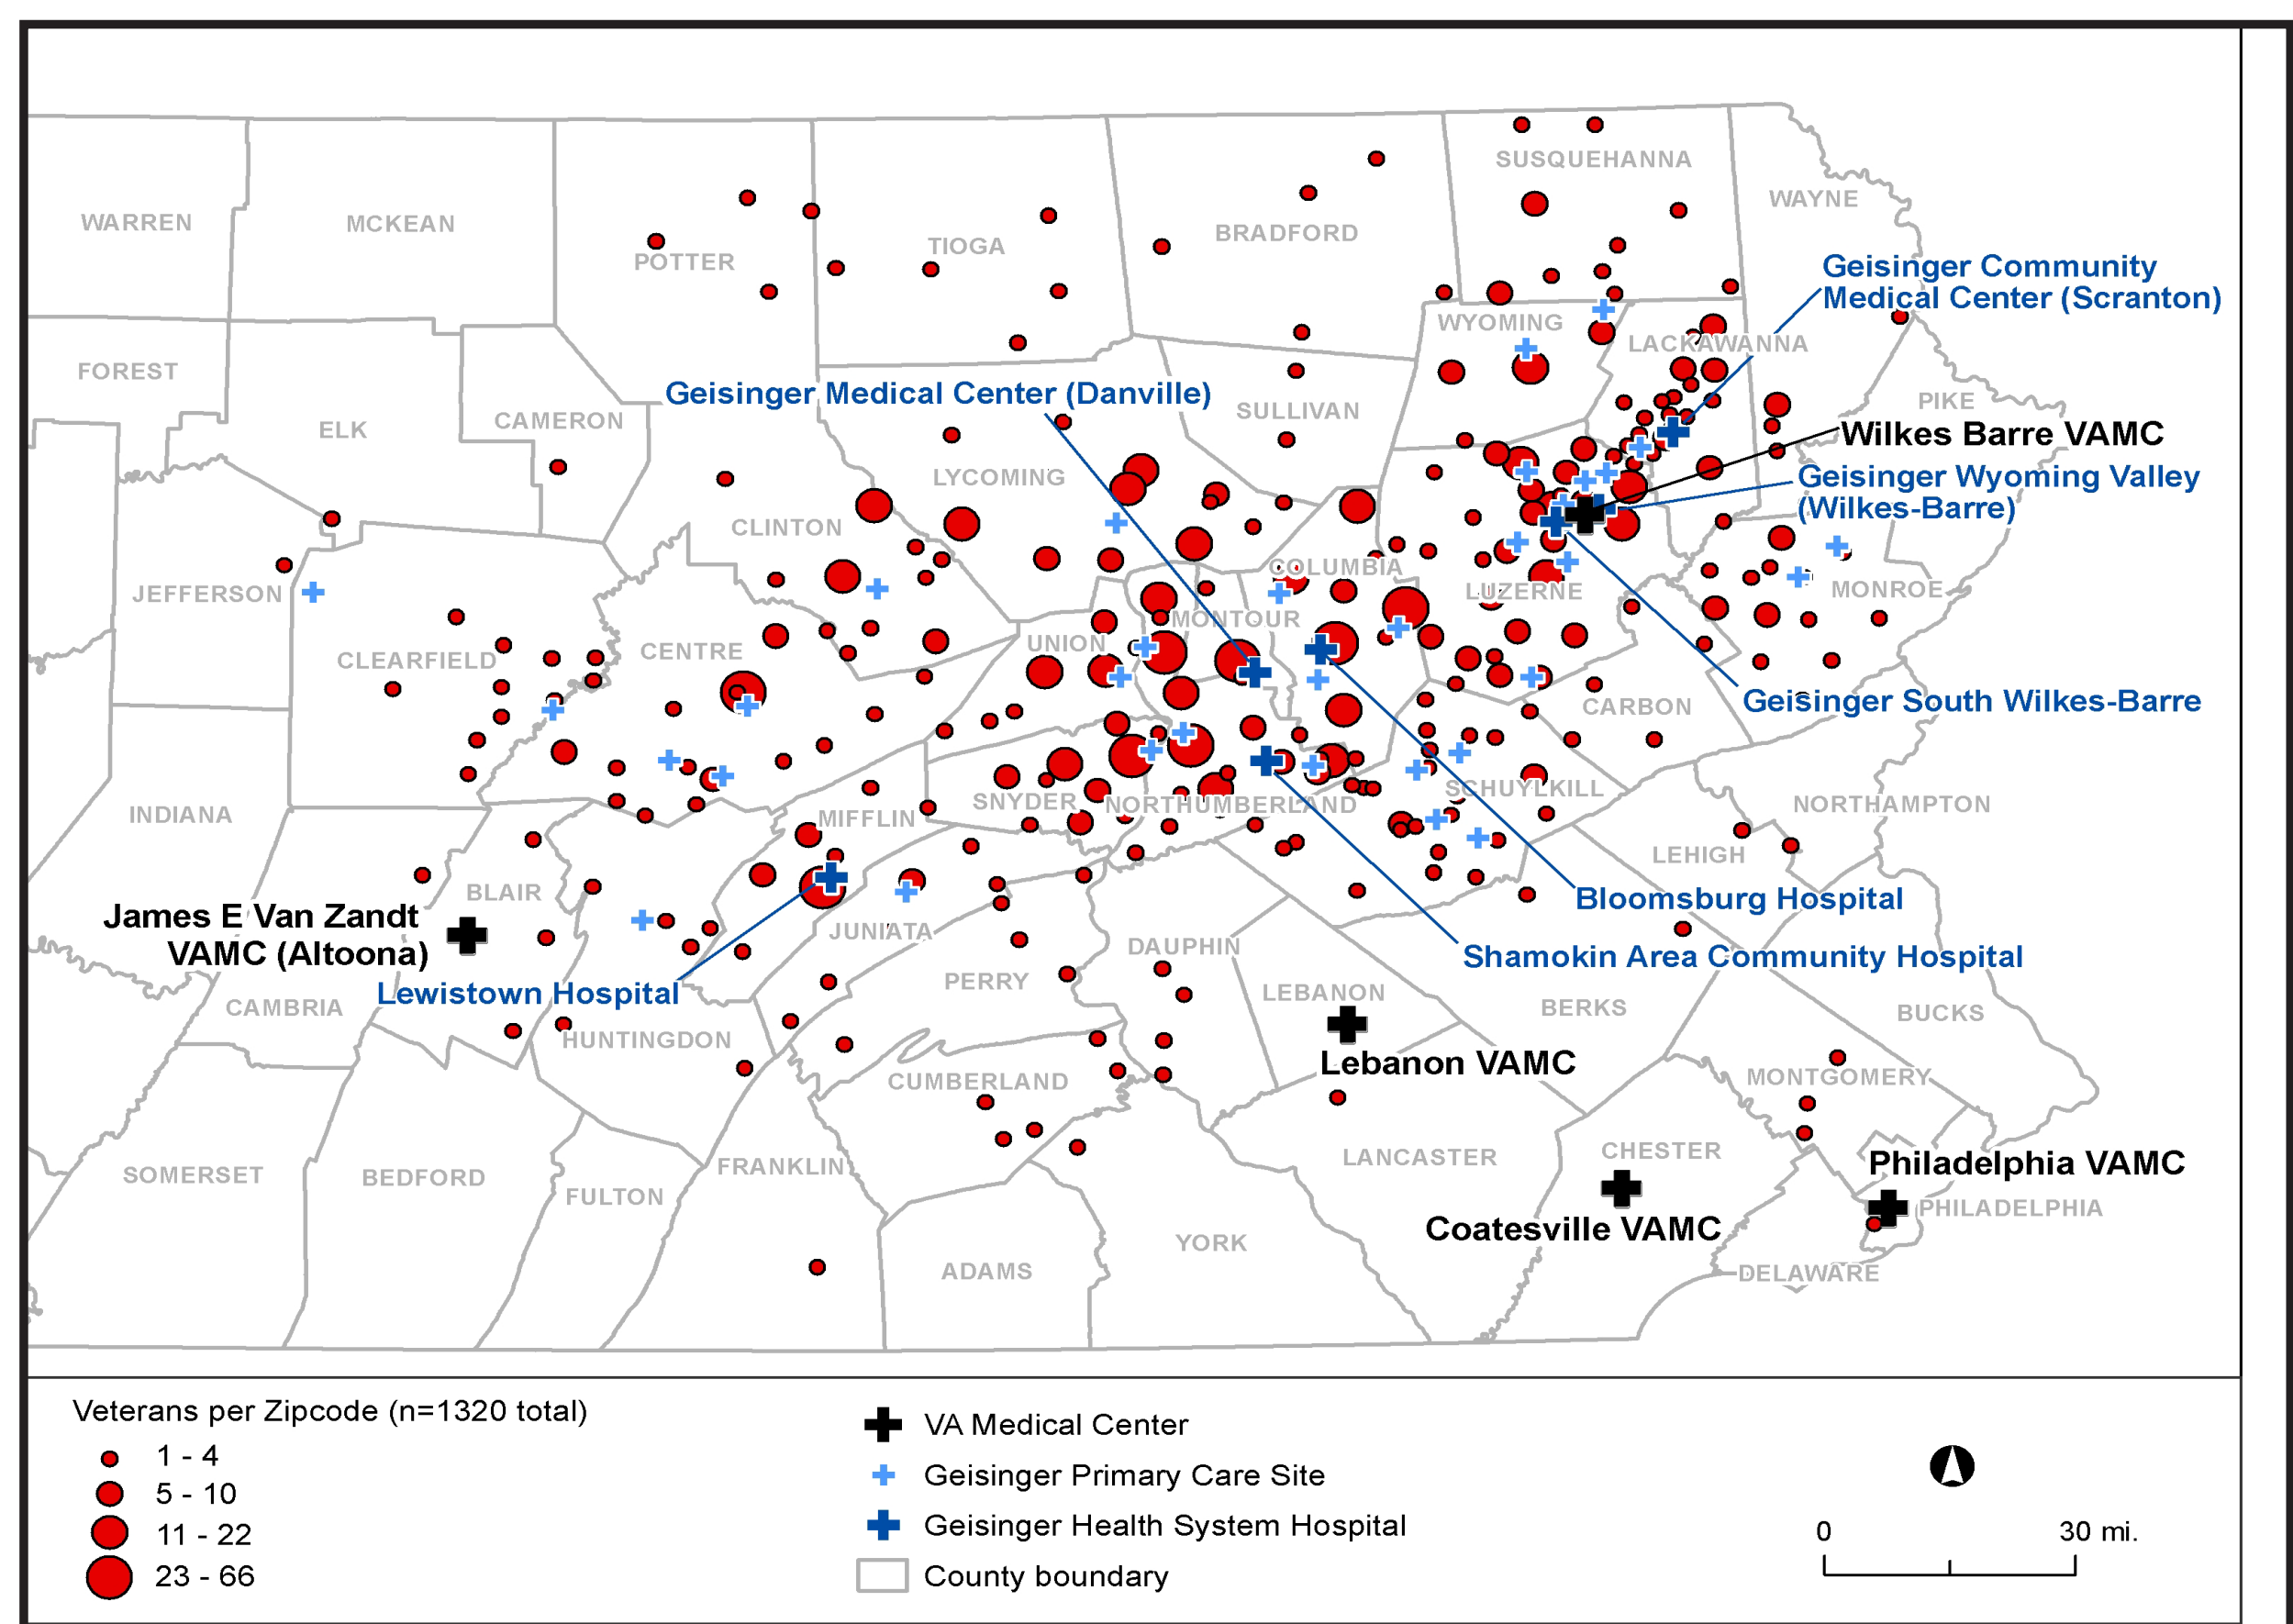 SUSQUEHANNA
WAYNE
WARREN
MCKEAN
POTTER
TIOGA
BRADFORD
Geisinger Community
Medical Center (Scranton)
WYOMING
LACKAWANNA
FOREST
ELK
CAMERON
Geisinger Medical Center (Danville)
SULLIVAN
PIKE
Wilkes Barre VAMC
LYCOMING
Geisinger Wyoming Valley
(Wilkes-Barre)
CLINTON
COLUMBIA
JEFFERSON
LUZERNE
MONROE
MONTOUR
CLEARFIELD
CENTRE
UNION
CARBON
Geisinger South Wilkes-Barre
INDIANA
MIFFLIN
SNYDER
NORTHUMBERLAND
SCHUYLKILL
NORTHAMPTON
LEHIGH
BLAIR
Bloomsburg Hospital
James E Van Zandt
VAMC (Altoona)
JUNIATA
DAUPHIN
Shamokin Area Community Hospital
Lewistown Hospital
PERRY
LEBANON
CAMBRIA
BERKS
BUCKS
HUNTINGDON
Lebanon VAMC
CUMBERLAND
MONTGOMERY
SOMERSET
BEDFORD
FULTON
FRANKLIN
LANCASTER
CHESTER
Philadelphia VAMC
PHILADELPHIA
Coatesville VAMC
YORK
ADAMS
DELAWARE
Veterans per Zipcode (n=1320 total)
1 - 4
5 - 10
11 - 22
23 - 66
VA Medical Center
Geisinger Primary Care Site
Geisinger Health System Hospital
County boundary
0 30 mi.